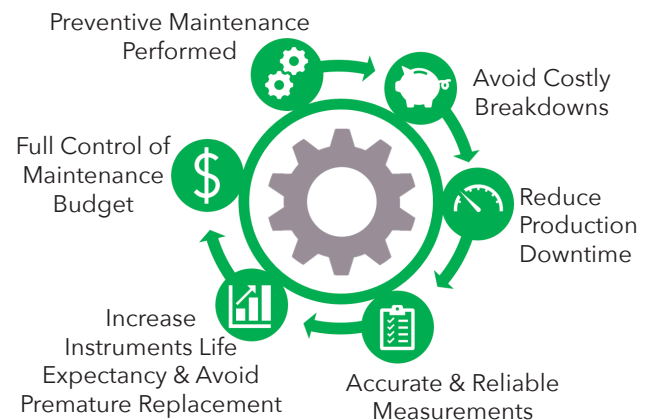 Preventive Maintenance
Performed
Avoid Costly
Breakdowns
Reduce
Production
Downtime
Accurate & Reliable
Measurements
Increase
Instruments Life
Expectancy & Avoid
Premature Replacement
Full Control of
Maintenance
Budget
$